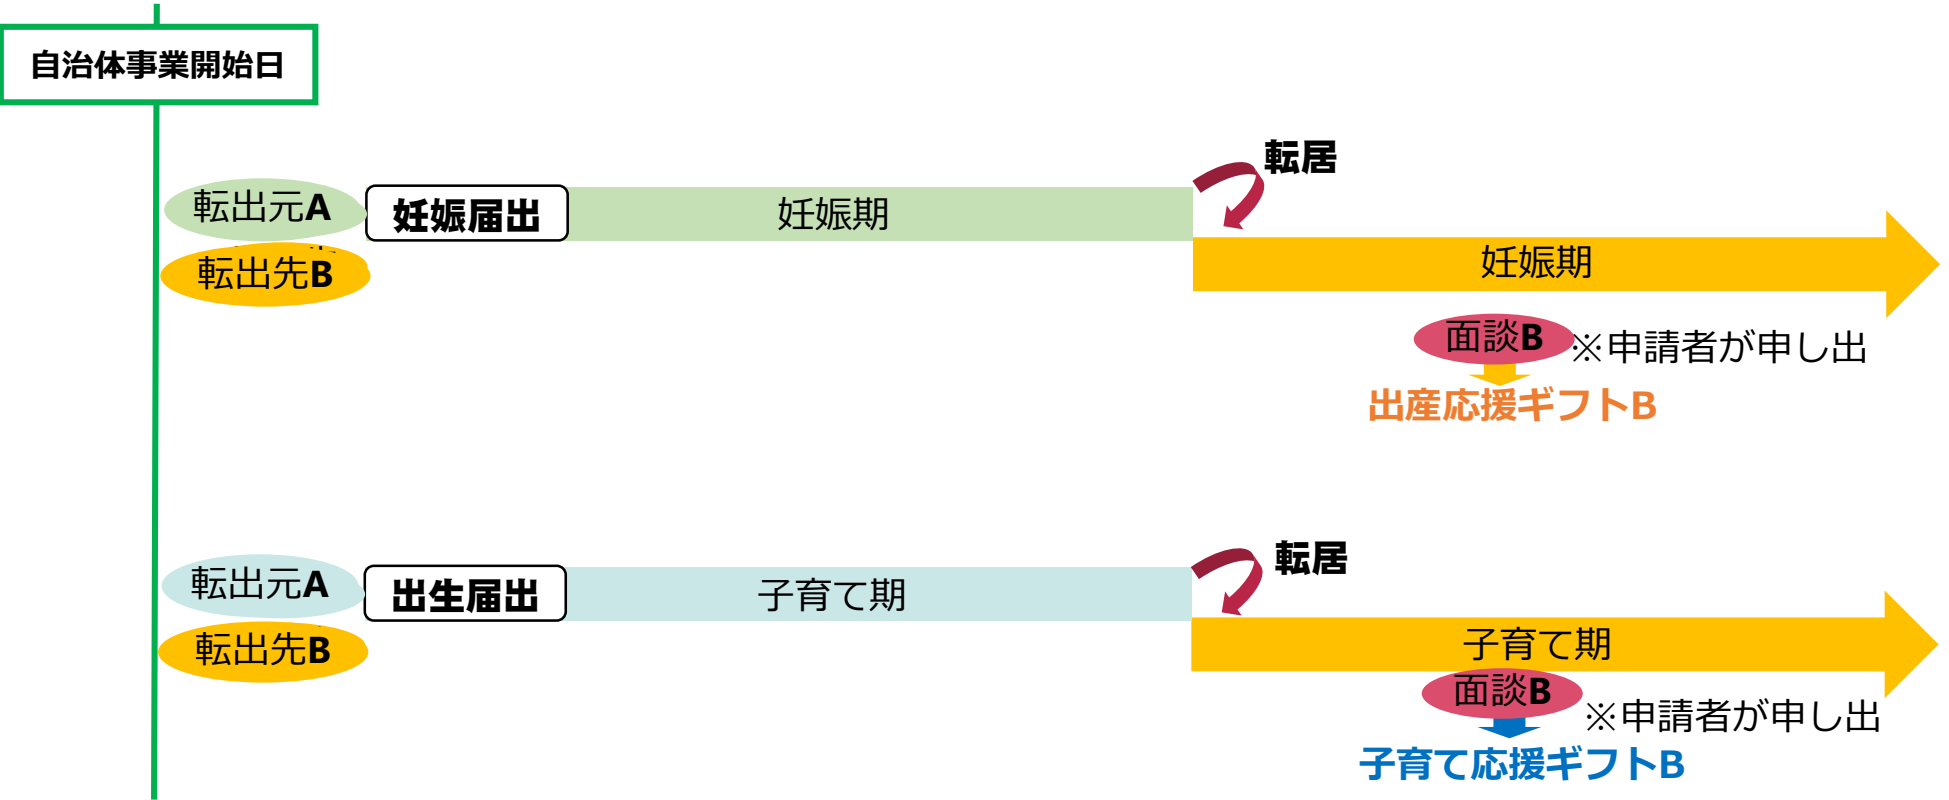 自治体事業開始日
転居
転出元A
妊娠届出
妊娠期
転出先B
妊娠期
面談B
※申請者が申し出
出産応援ギフトB
転居
転出元A
出生届出
子育て期
転出先B
子育て期
面談B
※申請者が申し出
子育て応援ギフトB